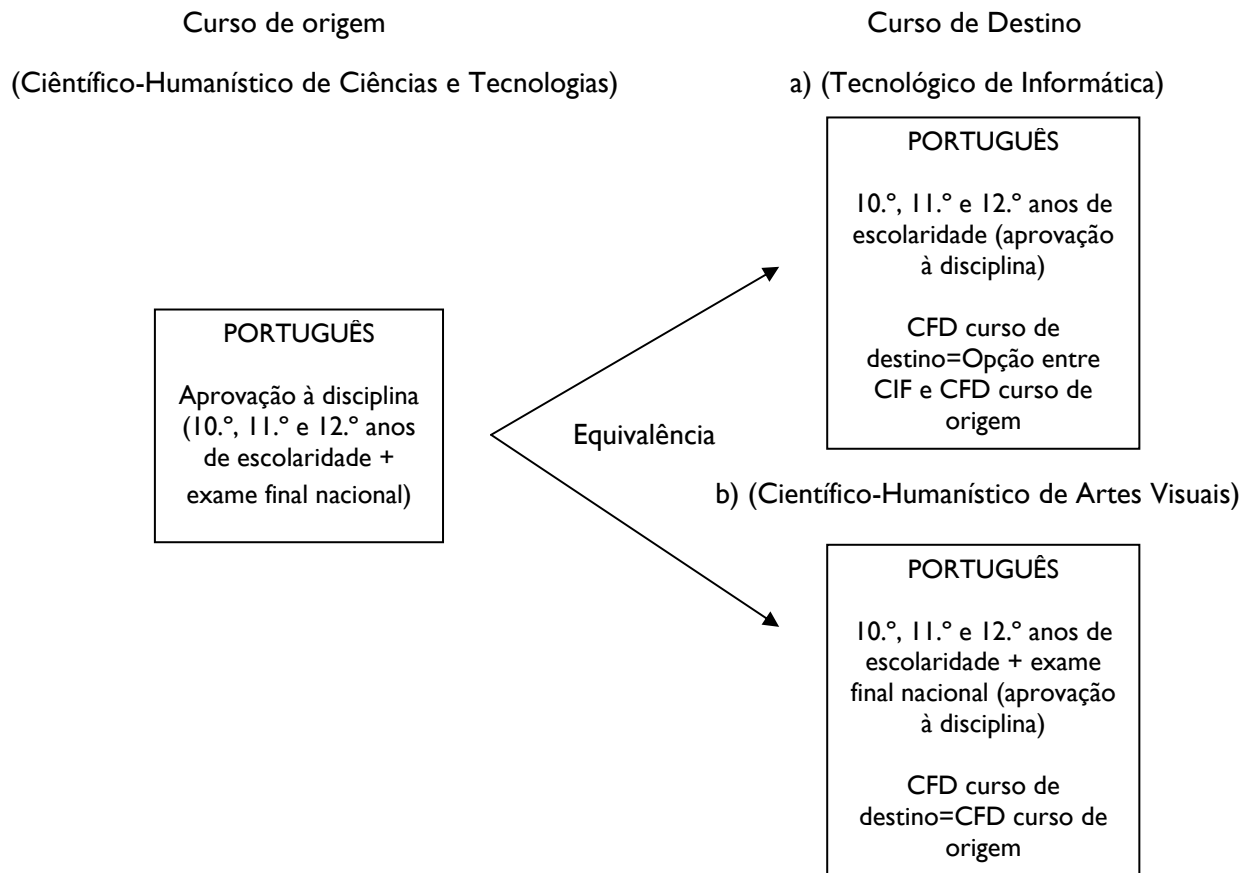 Curso de origem
(Ciêntífico-Humanístico de Ciências e Tecnologias)
PORTUGUÊS
Aprovação à disciplina
(10.º, 11.º e 12.º anos
de escolaridade +
exame final nacional)
Equivalência
Curso de Destino
a) (Tecnológico de Informática)
PORTUGUÊS
10.º, 11.º e 12.º anos de
escolaridade (aprovação
à disciplina)
CFD curso de
destino=Opção entre
CIF e CFD curso de
origem
b) (Científico-Humanístico de Artes Visuais)
PORTUGUÊS
10.º, 11.º e 12.º anos de
escolaridade + exame
final nacional (aprovação
à disciplina)
CFD curso de
destino=CFD curso de
origem